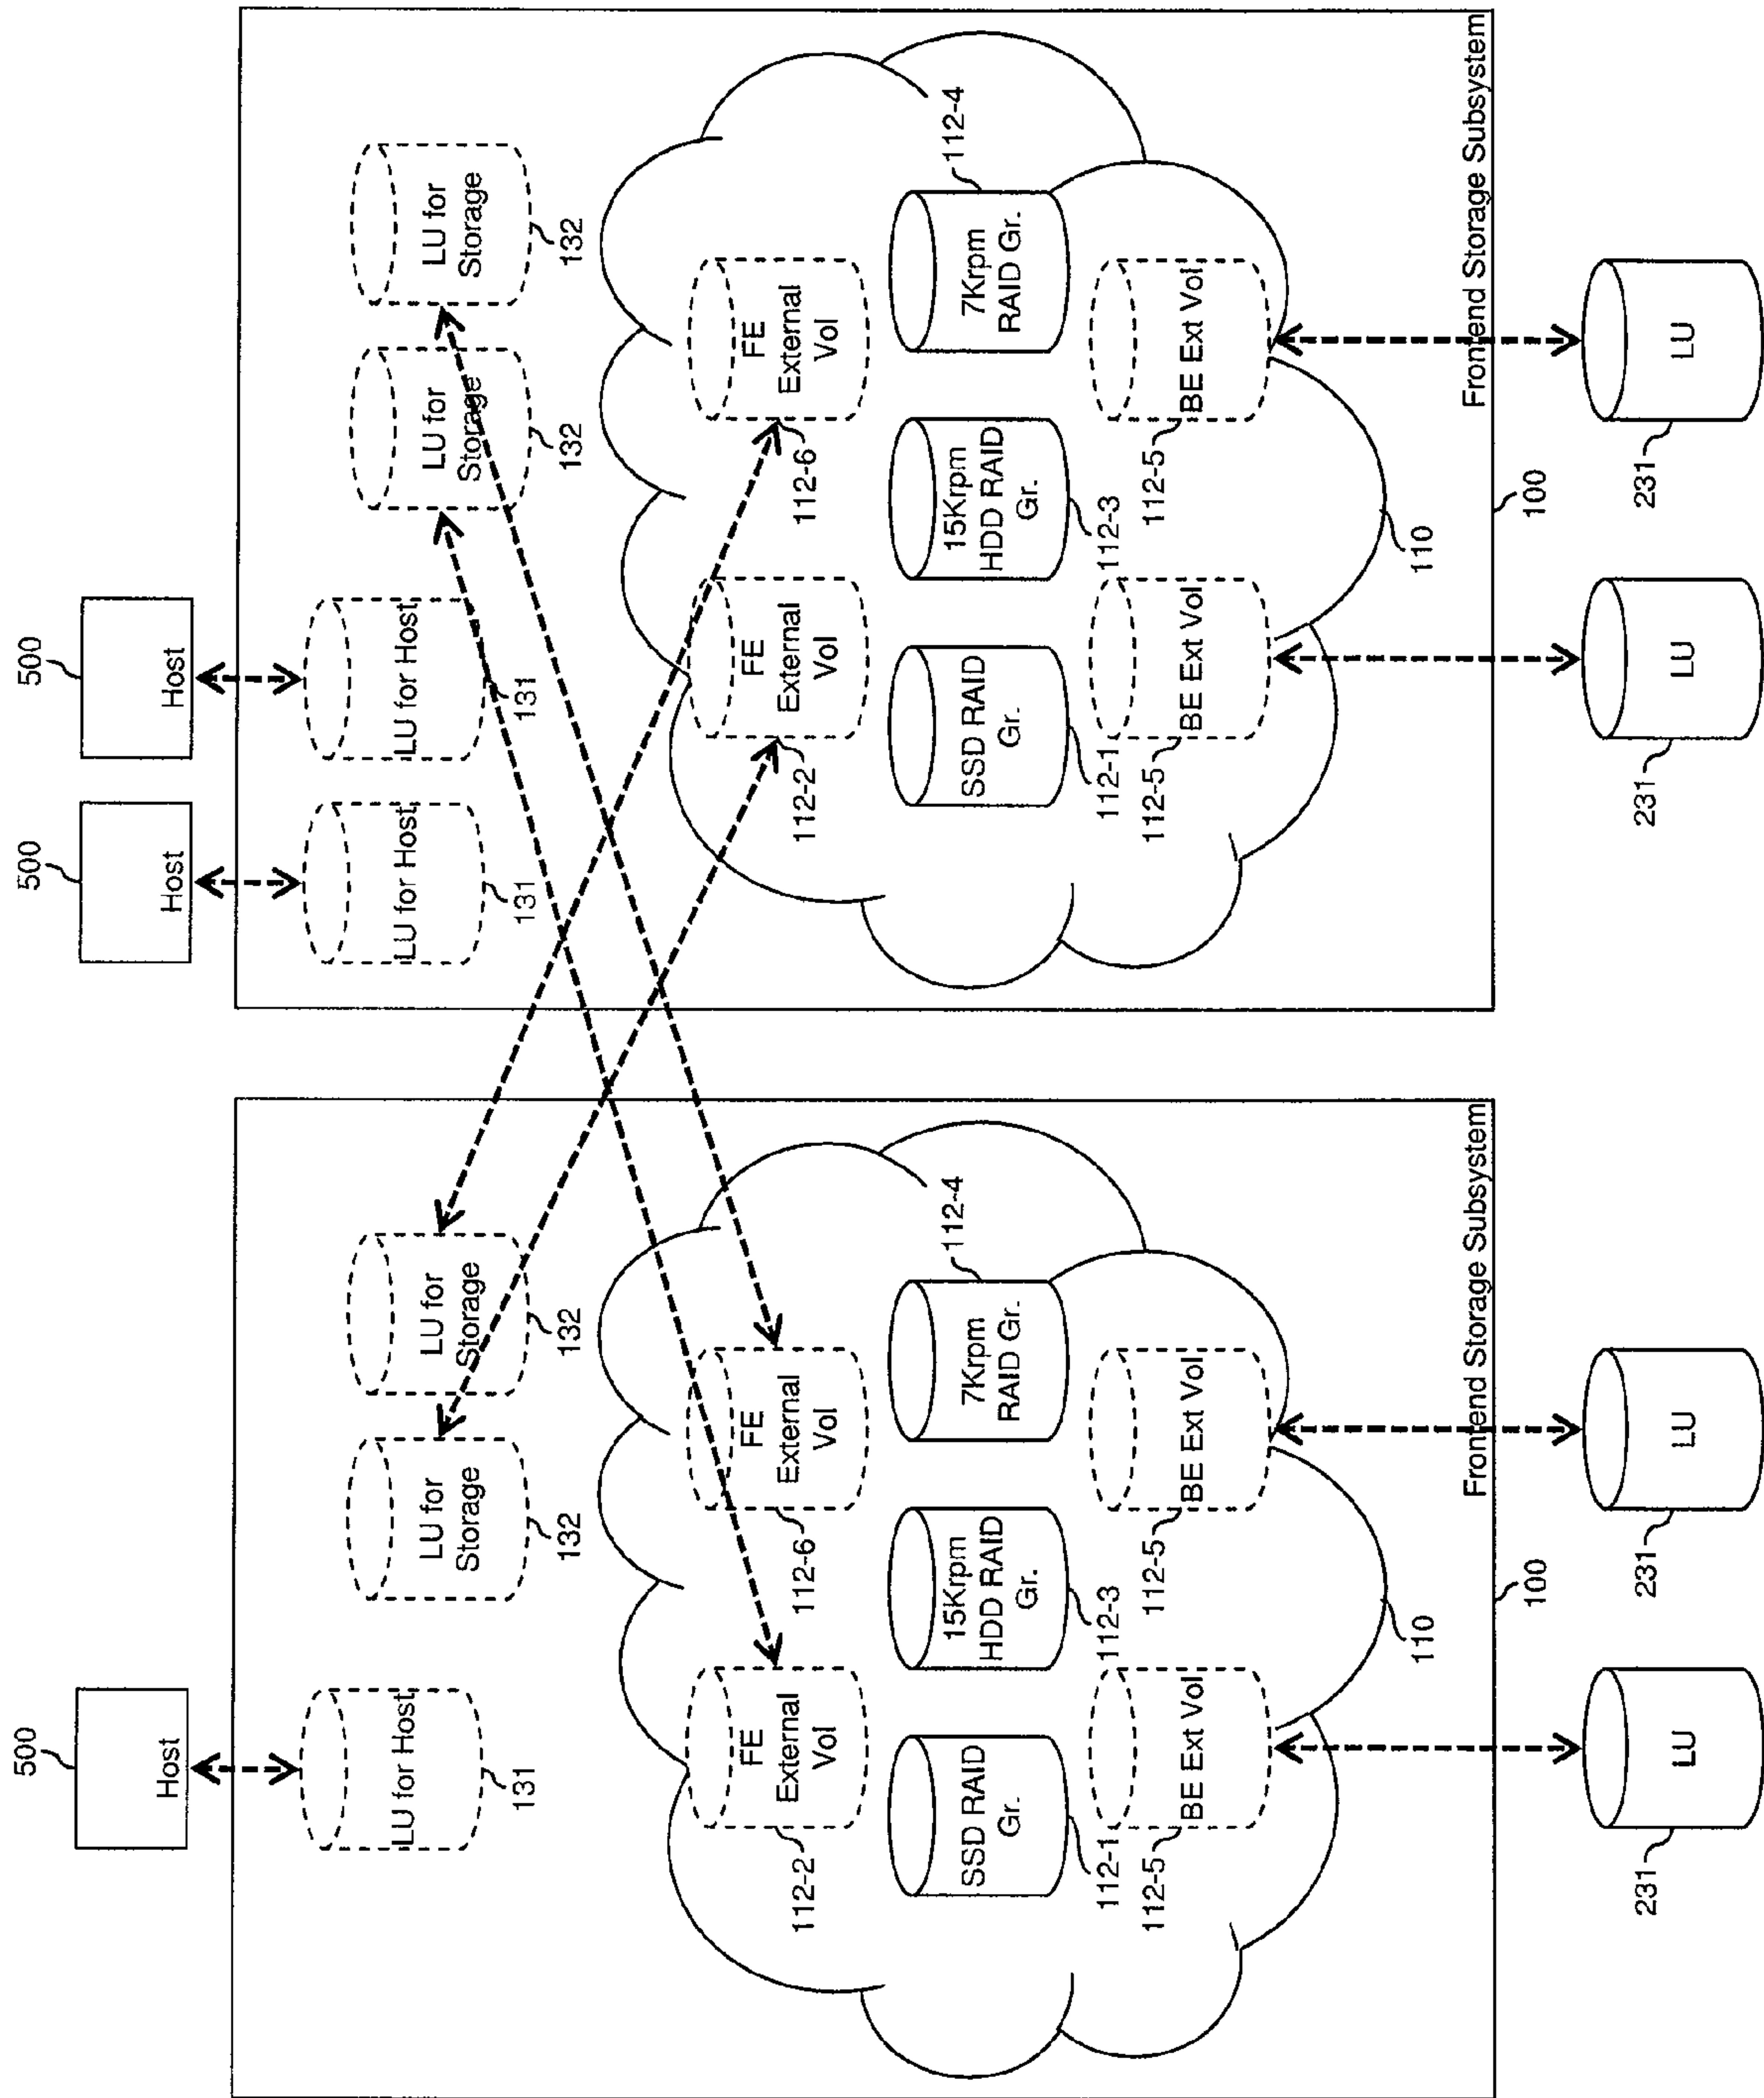 500
Host
LU for Host
131
LU for
Storage
132
LU for
Storage
132
FE
External
Vol
112-2
FE
External
Vol
112-6
SSD RAID
Gr.
112-1
15Krpm
HDD RAID
Gr.
112-3
7Krpm
RAID Gr.
112-4
BE Ext Vol
112-5
BE Ext Vol
112-5
110
Frontend Storage Subsystem
100
LU
231
LU
231
500
Host
500
Host
LU for Host
131
LU for Host
131
LU for
Storage
132
LU for
Storage
132
FE
External
Vol
112-2
FE
External
Vol
112-6
SSD RAID
Gr.
112-1
15Krpm
HDD RAID
Gr.
112-3
7Krpm
RAID Gr.
112-4
BE Ext Vol
112-5
BE Ext Vol
112-5
110
Frontend Storage Subsystem
100
LU
231
LU
231